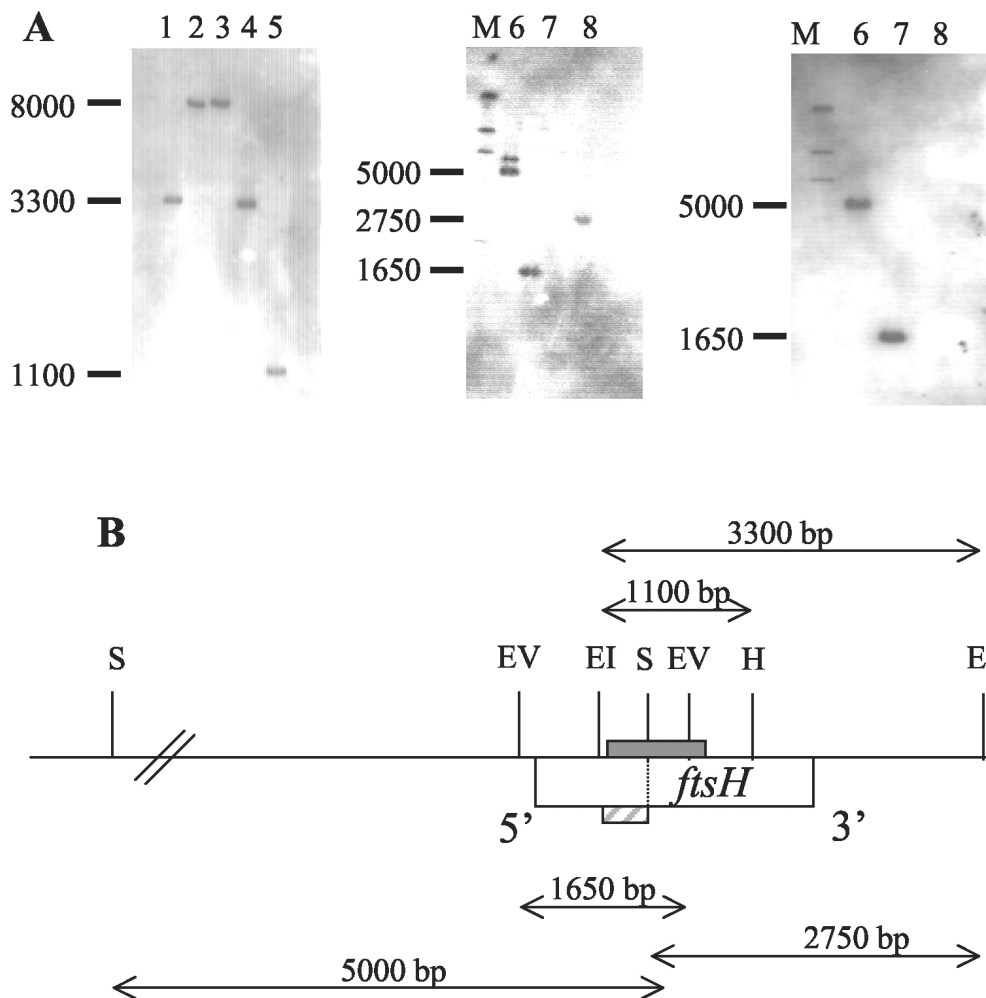 A
1 2 3 4 5
8000
3300
1100
M 6 7 8
5000
2750
1650
M 6 7 8
5000
1650
B
3300 bp
1100 bp
S EV EI S EV H E
ftsH
5’ 3’
1650 bp
2750 bp
5000 bp